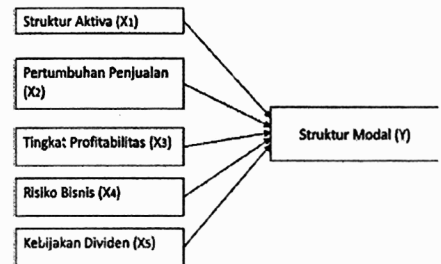 Struktur Aktiva (X1)
Pertumbuhan Penjualan
(X2)
Tingkat Profitabilitas (X3)
Struktur Modal (Y)
Risiko Bisnis (X4)
Kebijakan Dividen (X5)